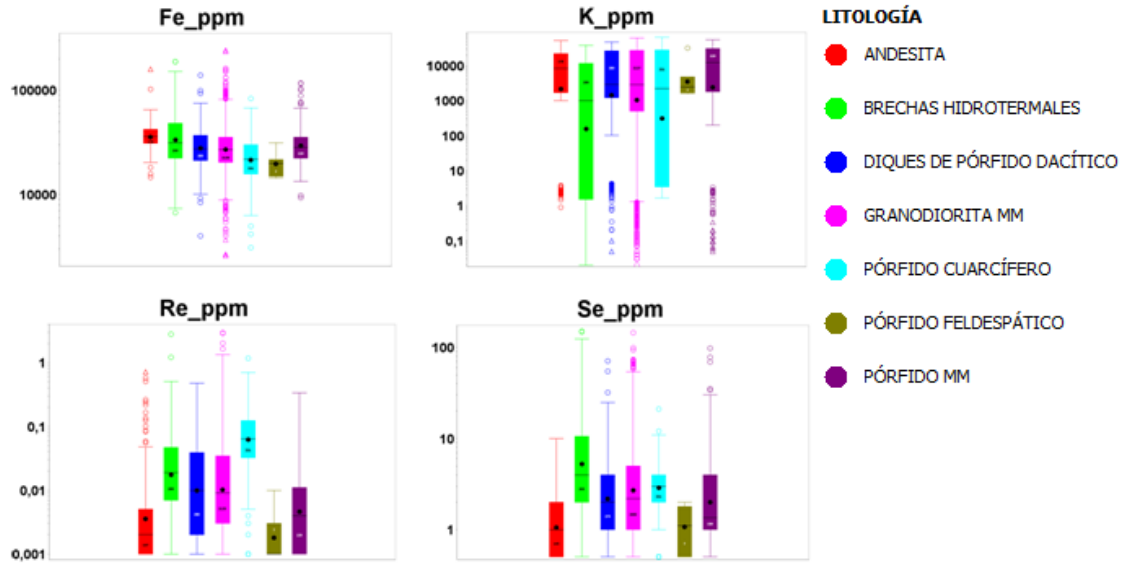 Fe_ppm
100000
10000
K_ppm
10000
1000
100
10
1
0,1
LITOLOGÍA
ANDESITA
BRECHAS HIDROTERMALES
DIQUES DE PÓRFIDO DACÍTICO
GRANODIORITA MM
PÓRFIDO CUARCÍFERO
PÓRFIDO FELDESPÁTICO
PÓRFIDO MM
Re_ppm
1
0,1
0,01
0,001
Se_ppm
100
10
1